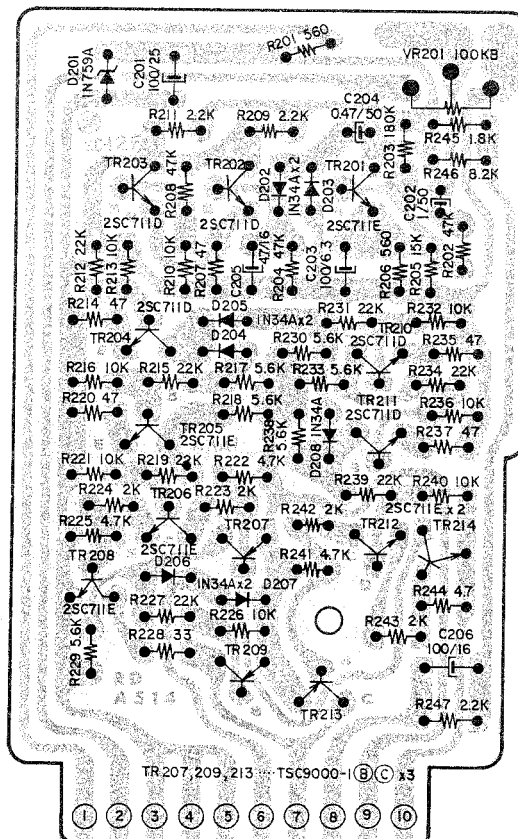 R201 560
VR201 100KB
D201
1N759A
C201
100/25
R211 2.2K
R209 2.2K
C204
0.47/50
R203 180K
R245 1.8K
R246 8.2K
TR203
2SC711D
R208 47K
TR202
2SC711D
D202
1N34A×2
D203
TR201
2SC711E
C202
1/50
R212 22K
R213 10K
R210 10K
R207 47
C205
47/16
R204 47K
C203
100/6.3
R206 560
R205 15K
R202 47K
R214 47
2SC711D
TR204
D205
1N34A×2
D204
R231 22K
TR210
2SC711D
R232 10K
R230 5.6K
R235 47
R216 10K
R215 22K
R217 5.6K
R233 5.6K
R234 22K
R220 47
R218 5.6K
TR211
2SC711D
R236 10K
TR205
2SC711E
R238
5.6K
D208 1N34A
R237 47
R221 10K
R219 22K
R222 4.7K
R239 22K
R240 10K
R224 2K
TR206
2SC711E
R223 2K
2SC711E×2
R225 4.7K
TR207
R242 2K
TR212
TR214
TR208
2SC711E
D206
1N34A×2
D207
R241 4.7K
R227 22K
R226 10K
R244 4.7
R229 5.6K
R228 33
R243 2K
TR209
C206
100/16
RD
A514
C
TR213
R247 2.2K
TR207,209,213 ··· TSC9000-1 Ⓑ Ⓒ ×3
① ② ③ ④ ⑤ ⑥ ⑦ ⑧ ⑨ ⑩